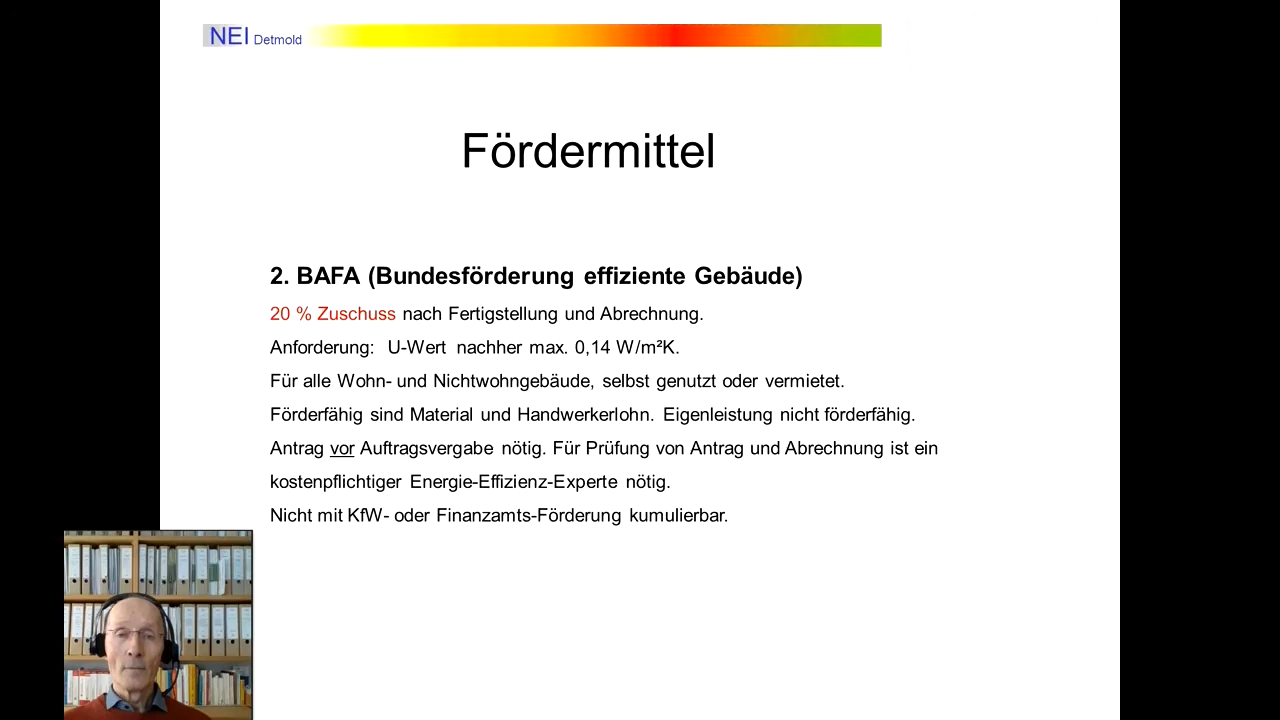 NEI Detmold
Fördermittel
2. BAFA (Bundesförderung effiziente Gebäude)
20 % Zuschuss nach Fertigstellung und Abrechnung.
Anforderung: U-Wert nachher max. 0,14 W/m²K.
Für alle Wohn- und Nichtwohngebäude, selbst genutzt oder vermietet.
Förderfähig sind Material und Handwerkerlohn. Eigenleistung nicht förderfähig.
Antrag vor Auftragsvergabe nötig. Für Prüfung von Antrag und Abrechnung ist ein
kostenpflichtiger Energie-Effizienz-Experte nötig.
Nicht mit KfW- oder Finanzamts-Förderung kumulierbar.